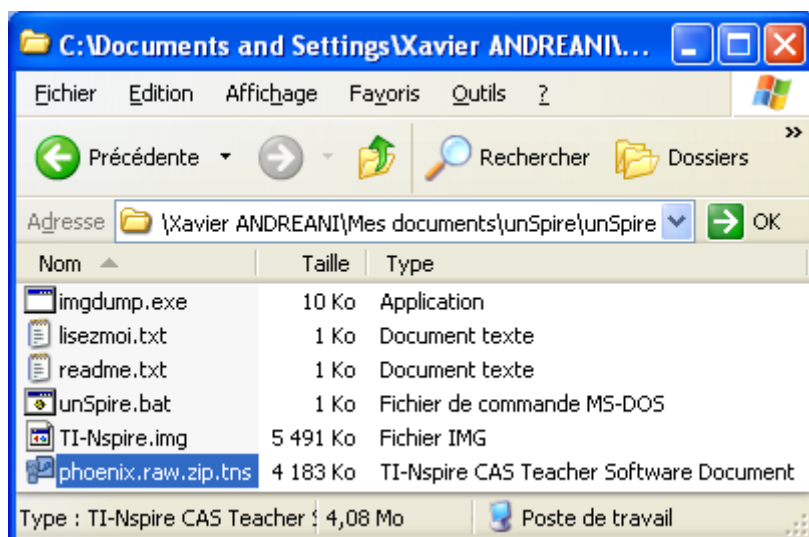 C:\Documents and Settings\Xavier ANDREANI\...
Fichier Edition Affichage Favoris Outils ?
Précédente Rechercher Dossiers »
Adresse \Xavier ANDREANI\Mes documents\unSpire\unSpire OK
Nom Taille Type
imgdump.exe 10 Ko Application
lisezmoi.txt 1 Ko Document texte
readme.txt 1 Ko Document texte
unSpire.bat 1 Ko Fichier de commande MS-DOS
TI-Nspire.img 5 491 Ko Fichier IMG
phoenix.raw.zip.tns 4 183 Ko TI-Nspire CAS Teacher Software Document
Type : TI-Nspire CAS Teacher 4,08 Mo Poste de travail